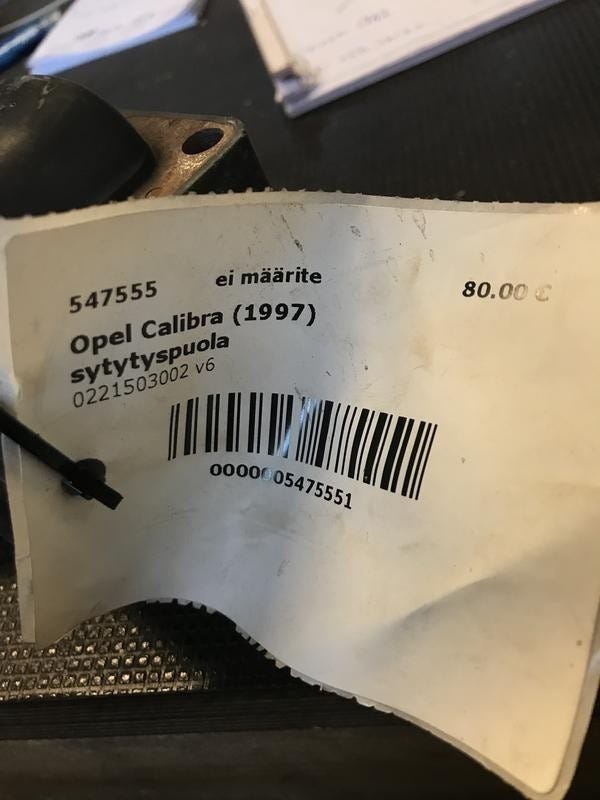 547555 ei määrite 80.00 €
Opel Calibra (1997)
sytytyspuola
0221503002 v6
0000005475551